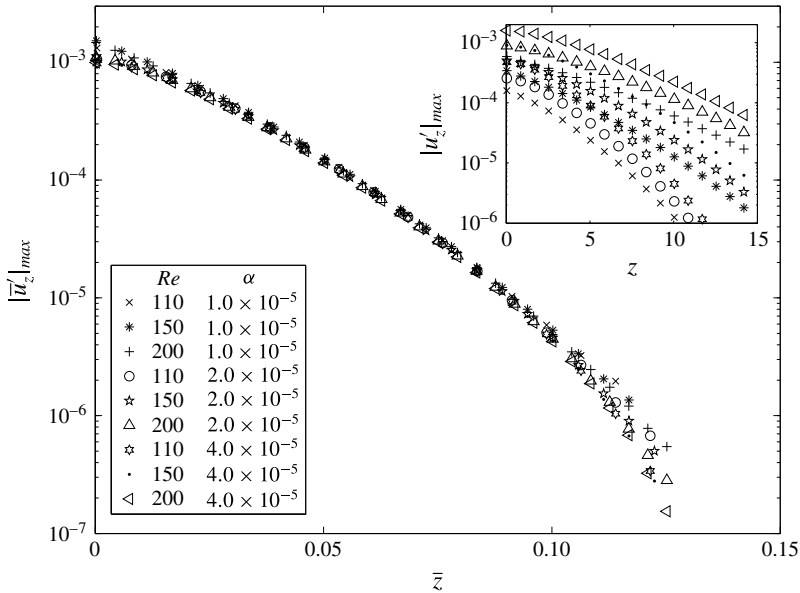 10⁻³
10⁻⁴
10⁻⁵
10⁻⁶
10⁻⁷
|u̅′z|max
0
0.05
0.10
0.15
z̅
Re α
× 110 1.0 × 10⁻⁵
∗ 150 1.0 × 10⁻⁵
+ 200 1.0 × 10⁻⁵
○ 110 2.0 × 10⁻⁵
☆ 150 2.0 × 10⁻⁵
△ 200 2.0 × 10⁻⁵
✡ 110 4.0 × 10⁻⁵
· 150 4.0 × 10⁻⁵
◁ 200 4.0 × 10⁻⁵
10⁻³
10⁻⁴
10⁻⁵
10⁻⁶
|u′z|max
0 5 10 15
z